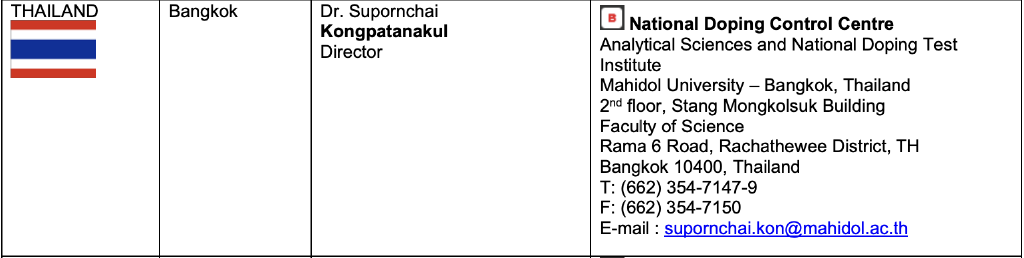 THAILAND
Bangkok
Dr. Supornchai
Kongpatanakul
Director
B National Doping Control Centre
Analytical Sciences and National Doping Test
Institute
Mahidol University – Bangkok, Thailand
2nd floor, Stang Mongkolsuk Building
Faculty of Science
Rama 6 Road, Rachathewee District, TH
Bangkok 10400, Thailand
T: (662) 354-7147-9
F: (662) 354-7150
E-mail : supornchai.kon@mahidol.ac.th